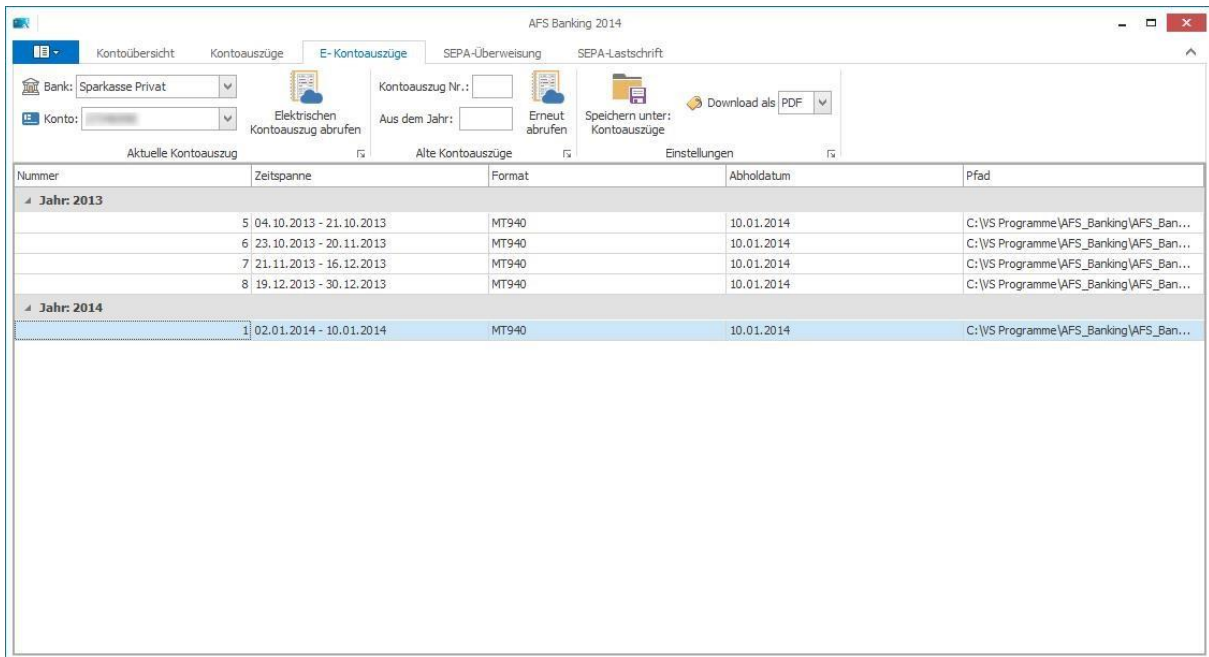 AFS Banking 2014
Kontoübersicht Kontoauszüge E-Kontoauszüge SEPA-Überweisung SEPA-Lastschrift
Bank: Sparkasse Privat
Konto:
Elektrischen
Kontoauszug abrufen
Aktuelle Kontoauszug
Kontoauszug Nr.:
Aus dem Jahr:
Erneut
abrufen
Alte Kontoauszüge
Speichern unter:
Kontoauszüge
Download als PDF
Einstellungen
Nummer Zeitspanne Format Abholdatum Pfad
Jahr: 2013
5 04.10.2013 - 21.10.2013 MT940 10.01.2014 C:\VS Programme\AFS_Banking\AFS_Ban...
6 23.10.2013 - 20.11.2013 MT940 10.01.2014 C:\VS Programme\AFS_Banking\AFS_Ban...
7 21.11.2013 - 16.12.2013 MT940 10.01.2014 C:\VS Programme\AFS_Banking\AFS_Ban...
8 19.12.2013 - 30.12.2013 MT940 10.01.2014 C:\VS Programme\AFS_Banking\AFS_Ban...
Jahr: 2014
1 02.01.2014 - 10.01.2014 MT940 10.01.2014 C:\VS Programme\AFS_Banking\AFS_Ban...